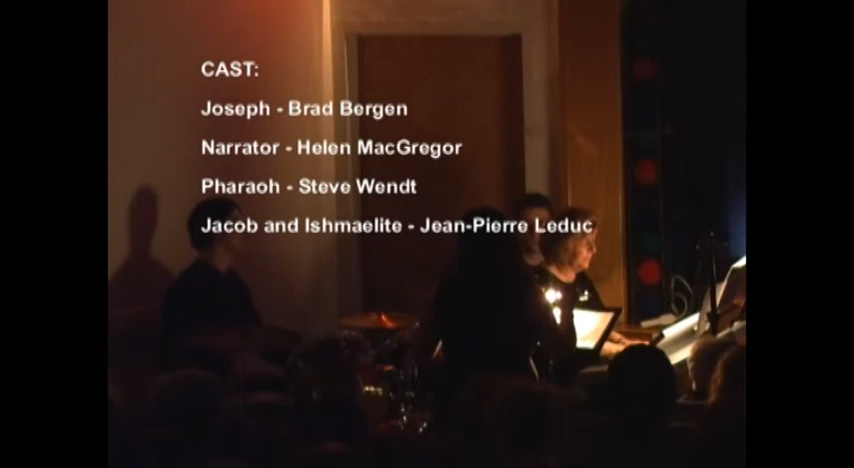 CAST:
Joseph - Brad Bergen
Narrator - Helen MacGregor
Pharaoh - Steve Wendt
Jacob and Ishmaelite - Jean-Pierre Leduc